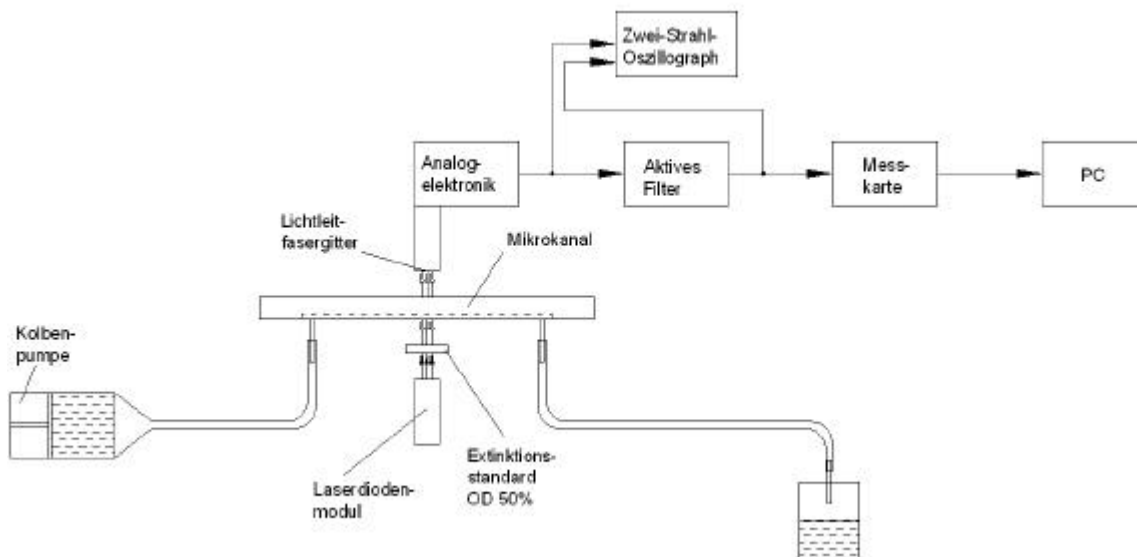 Zwei-Strahl-
Oszillograph
Analog-
elektronik
Aktives
Filter
Mess-
karte
PC
Lichtleit-
fasergitter
Mikrokanal
Kolben-
pumpe
Laserdioden-
modul
Extinktions-
standard
OD 50%